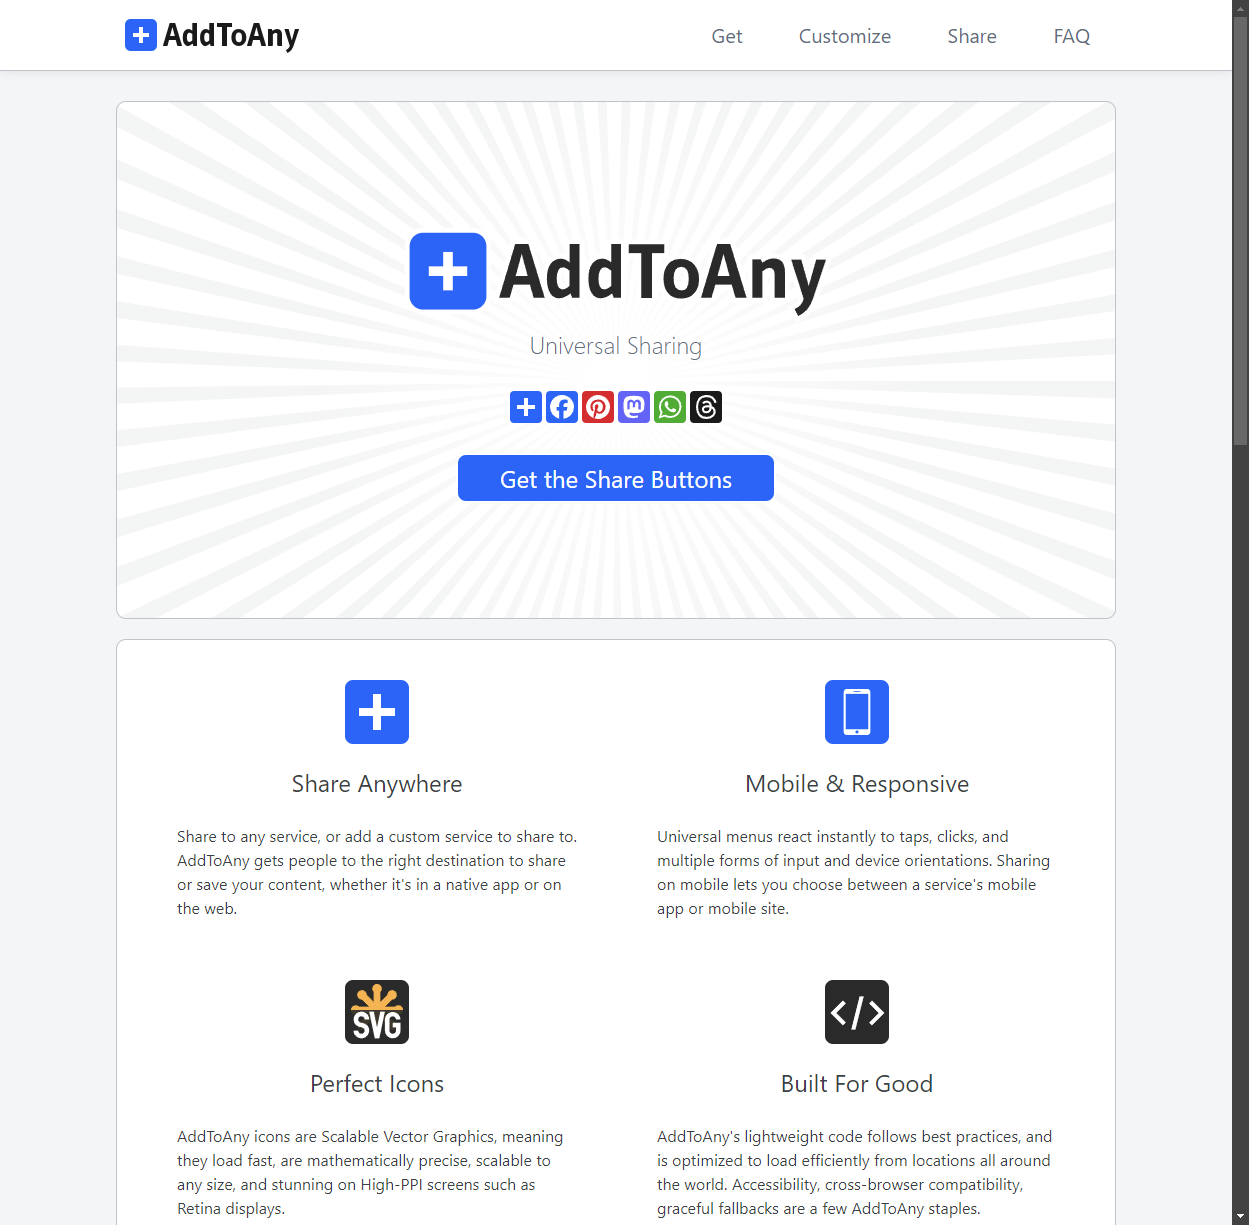 AddToAny
Get
Customize
Share
FAQ
AddToAny
Universal Sharing
Get the Share Buttons
Share Anywhere
Share to any service, or add a custom service to share to.
AddToAny gets people to the right destination to share
or save your content, whether it's in a native app or on
the web.
Mobile & Responsive
Universal menus react instantly to taps, clicks, and
multiple forms of input and device orientations. Sharing
on mobile lets you choose between a service's mobile
app or mobile site.
SVG
Perfect Icons
AddToAny icons are Scalable Vector Graphics, meaning
they load fast, are mathematically precise, scalable to
any size, and stunning on High-PPI screens such as
Retina displays.
</>
Built For Good
AddToAny's lightweight code follows best practices, and
is optimized to load efficiently from locations all around
the world. Accessibility, cross-browser compatibility,
graceful fallbacks are a few AddToAny staples.